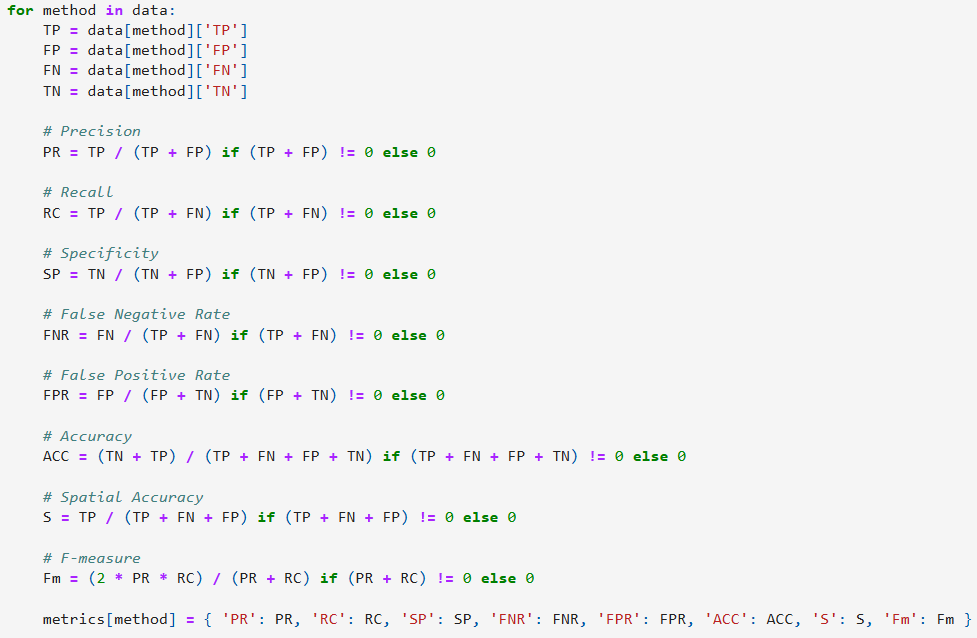 for method in data:
    TP = data[method]['TP']
    FP = data[method]['FP']
    FN = data[method]['FN']
    TN = data[method]['TN']

    # Precision
    PR = TP / (TP + FP) if (TP + FP) != 0 else 0

    # Recall
    RC = TP / (TP + FN) if (TP + FN) != 0 else 0

    # Specificity
    SP = TN / (TN + FP) if (TN + FP) != 0 else 0

    # False Negative Rate
    FNR = FN / (TP + FN) if (TP + FN) != 0 else 0

    # False Positive Rate
    FPR = FP / (FP + TN) if (FP + TN) != 0 else 0

    # Accuracy
    ACC = (TN + TP) / (TP + FN + FP + TN) if (TP + FN + FP + TN) != 0 else 0

    # Spatial Accuracy
    S = TP / (TP + FN + FP) if (TP + FN + FP) != 0 else 0

    # F-measure
    Fm = (2 * PR * RC) / (PR + RC) if (PR + RC) != 0 else 0

    metrics[method] = { 'PR': PR, 'RC': RC, 'SP': SP, 'FNR': FNR, 'FPR': FPR, 'ACC': ACC, 'S': S, 'Fm': Fm }